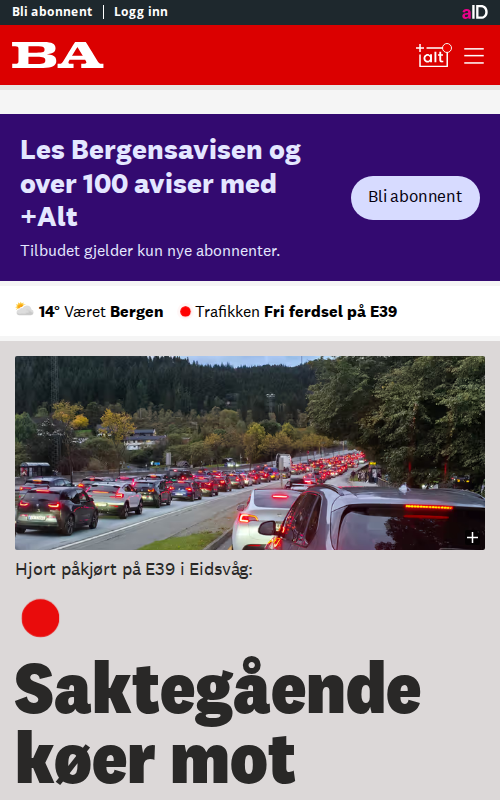 Bli abonnent | Logg inn
aID
BA
+alt
Les Bergensavisen og
over 100 aviser med
+Alt
Bli abonnent
Tilbudet gjelder kun nye abonnenter.
14° Været Bergen
Trafikken Fri ferdsel på E39
Hjort påkjørt på E39 i Eidsvåg:
Saktegående
køer mot